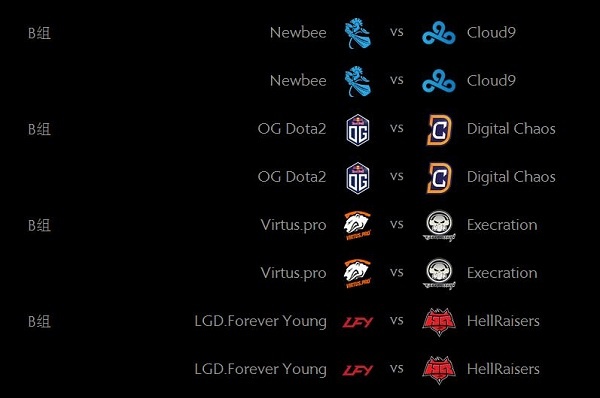 B组 Newbee vs Cloud9
Newbee vs Cloud9
B组 OG Dota2 OG vs DC Digital Chaos
OG Dota2 OG vs DC Digital Chaos
B组 Virtus.pro VIRTUS.PRO vs Execration
Virtus.pro VIRTUS.PRO vs Execration
B组 LGD.Forever Young LFY vs HellRaisers
LGD.Forever Young LFY vs HellRaisers